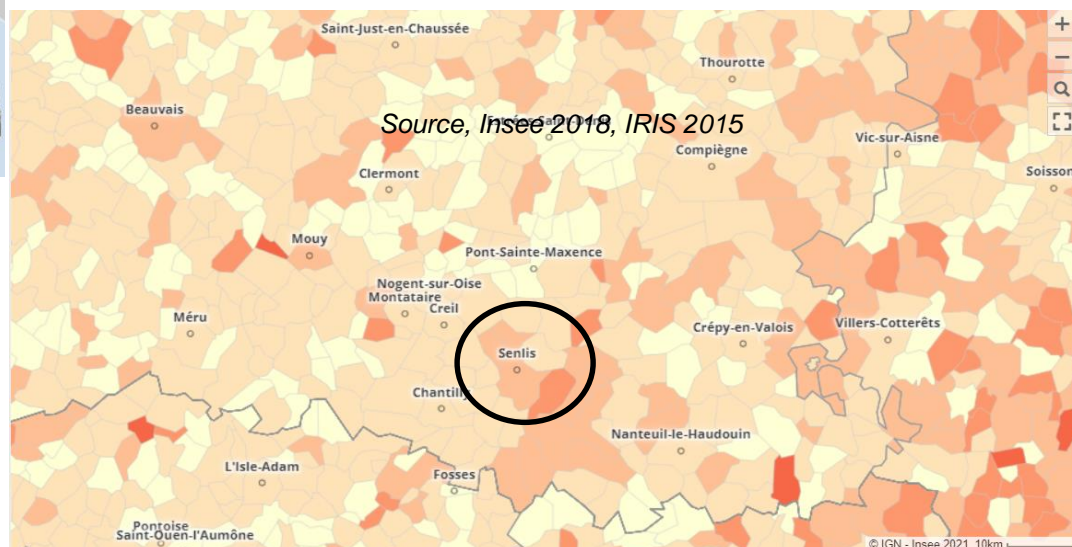 Saint-Just-en-Chaussée
Thourotte
Beauvais
Source, Insee 2018, IRIS 2015
Compiègne
Vic-sur-Aisne
Clermont
Soisson
Mouy
Pont-Sainte-Maxence
Nogent-sur-Oise
Montataire
Creil
Méru
Crépy-en-Valois
Villers-Cotterêts
Senlis
Chantilly
Nanteuil-le-Haudouin
L'Isle-Adam
Fosses
Pontoise
Saint-Ouen-l'Aumône
© IGN - Insee 2021 10km